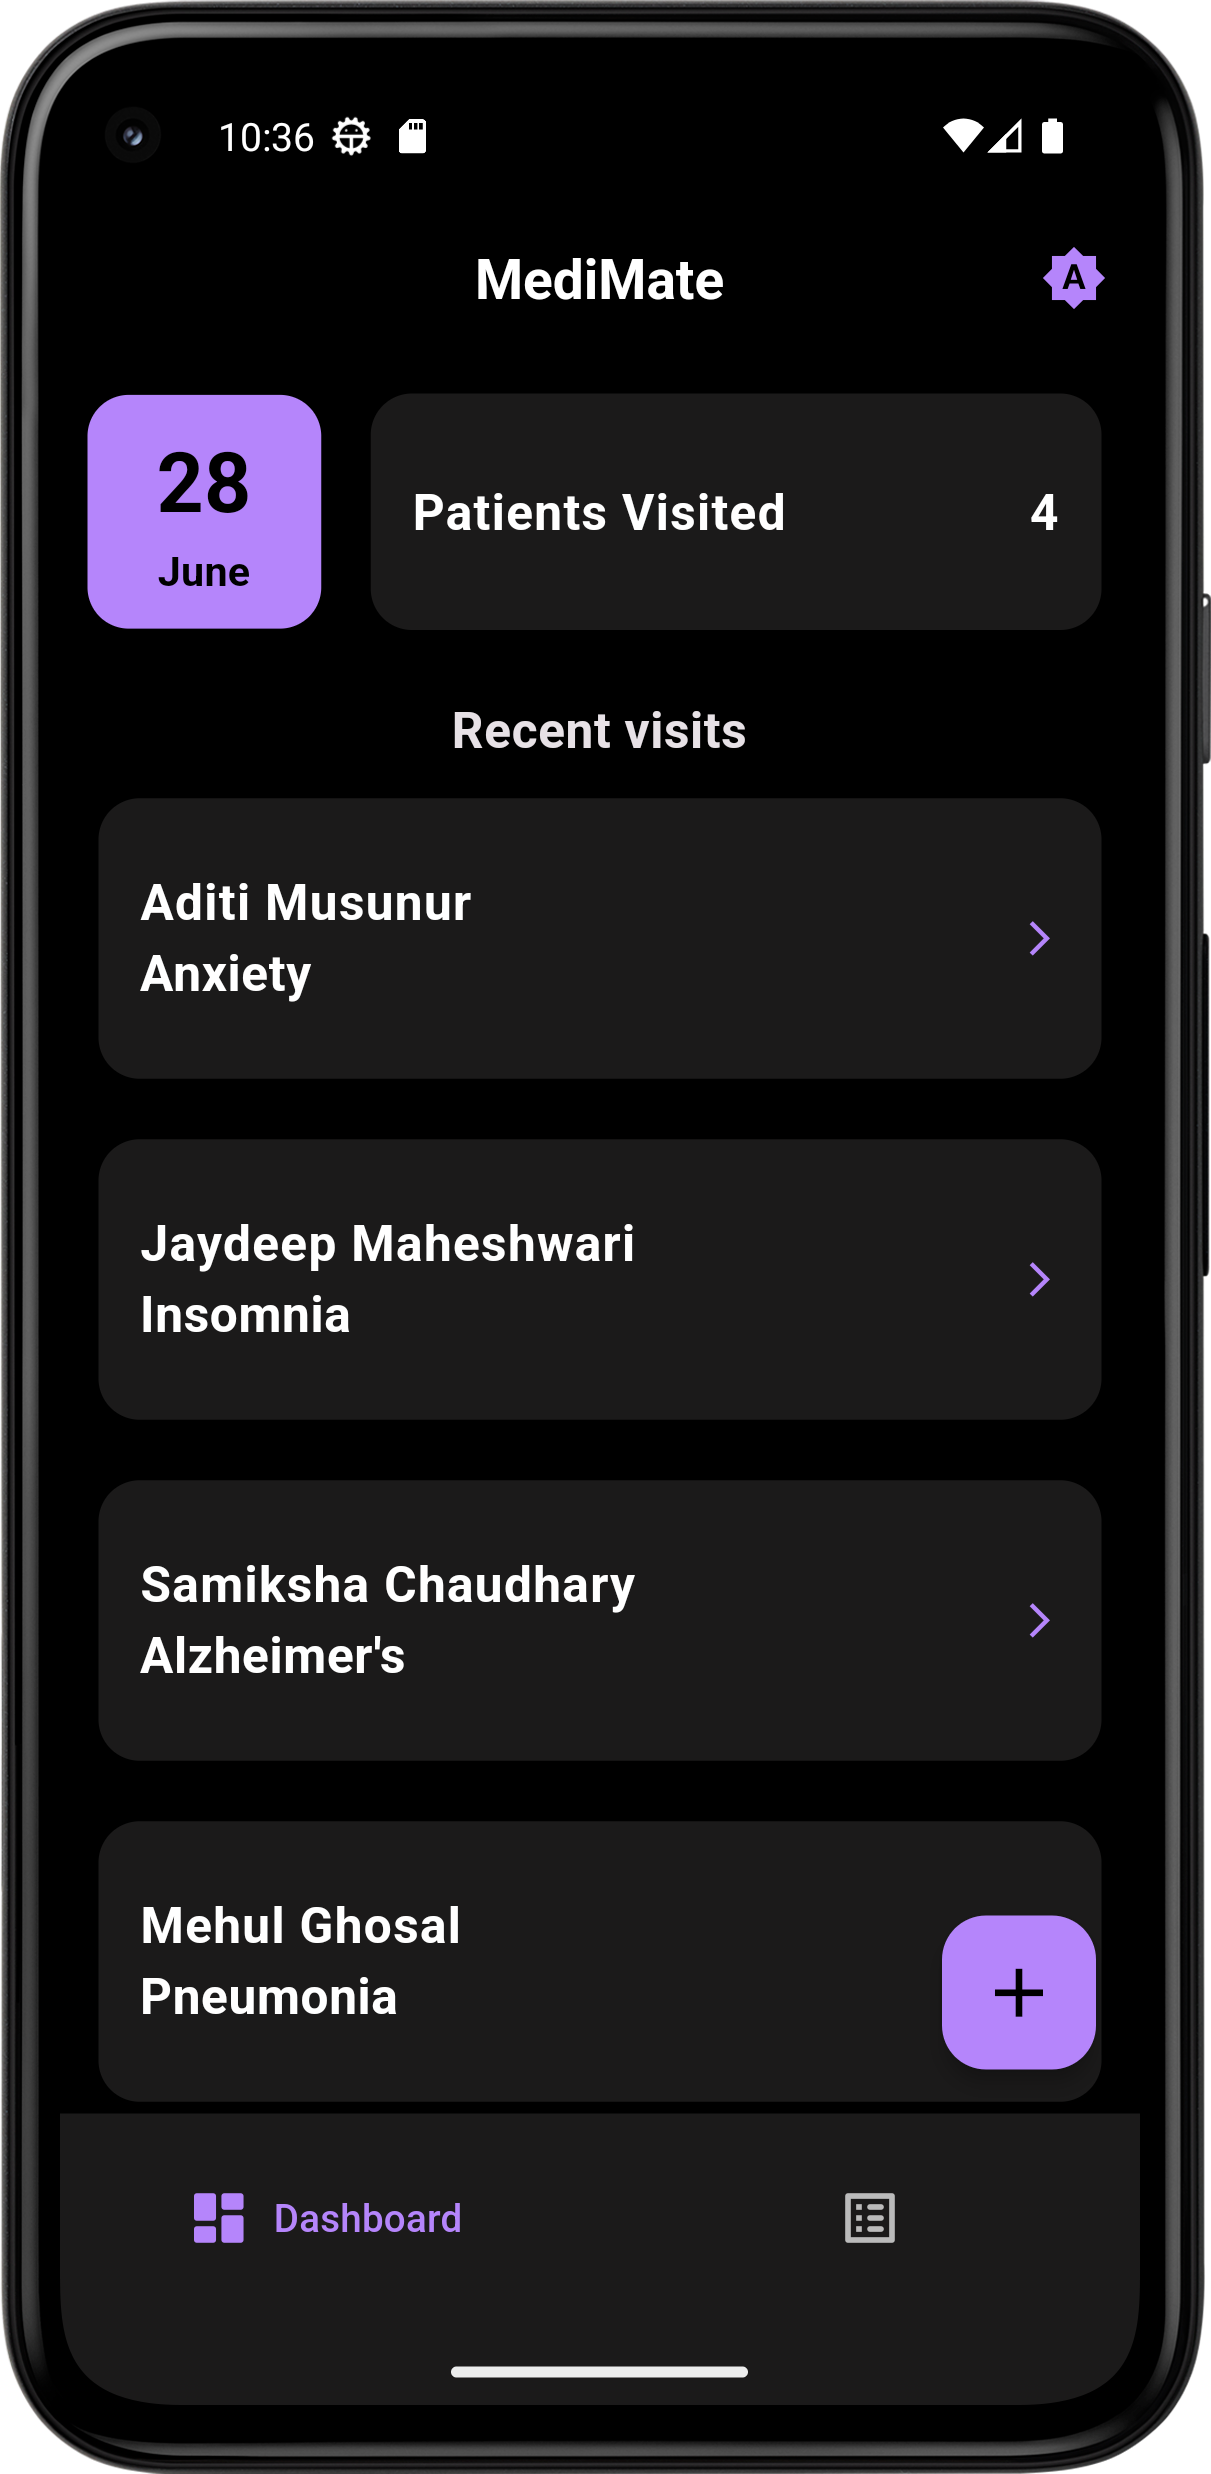 10:36
MediMate
A
28
June
Patients Visited 4
Recent visits
Aditi Musunur
Anxiety
Jaydeep Maheshwari
Insomnia
Samiksha Chaudhary
Alzheimer's
Mehul Ghosal
Pneumonia
Dashboard